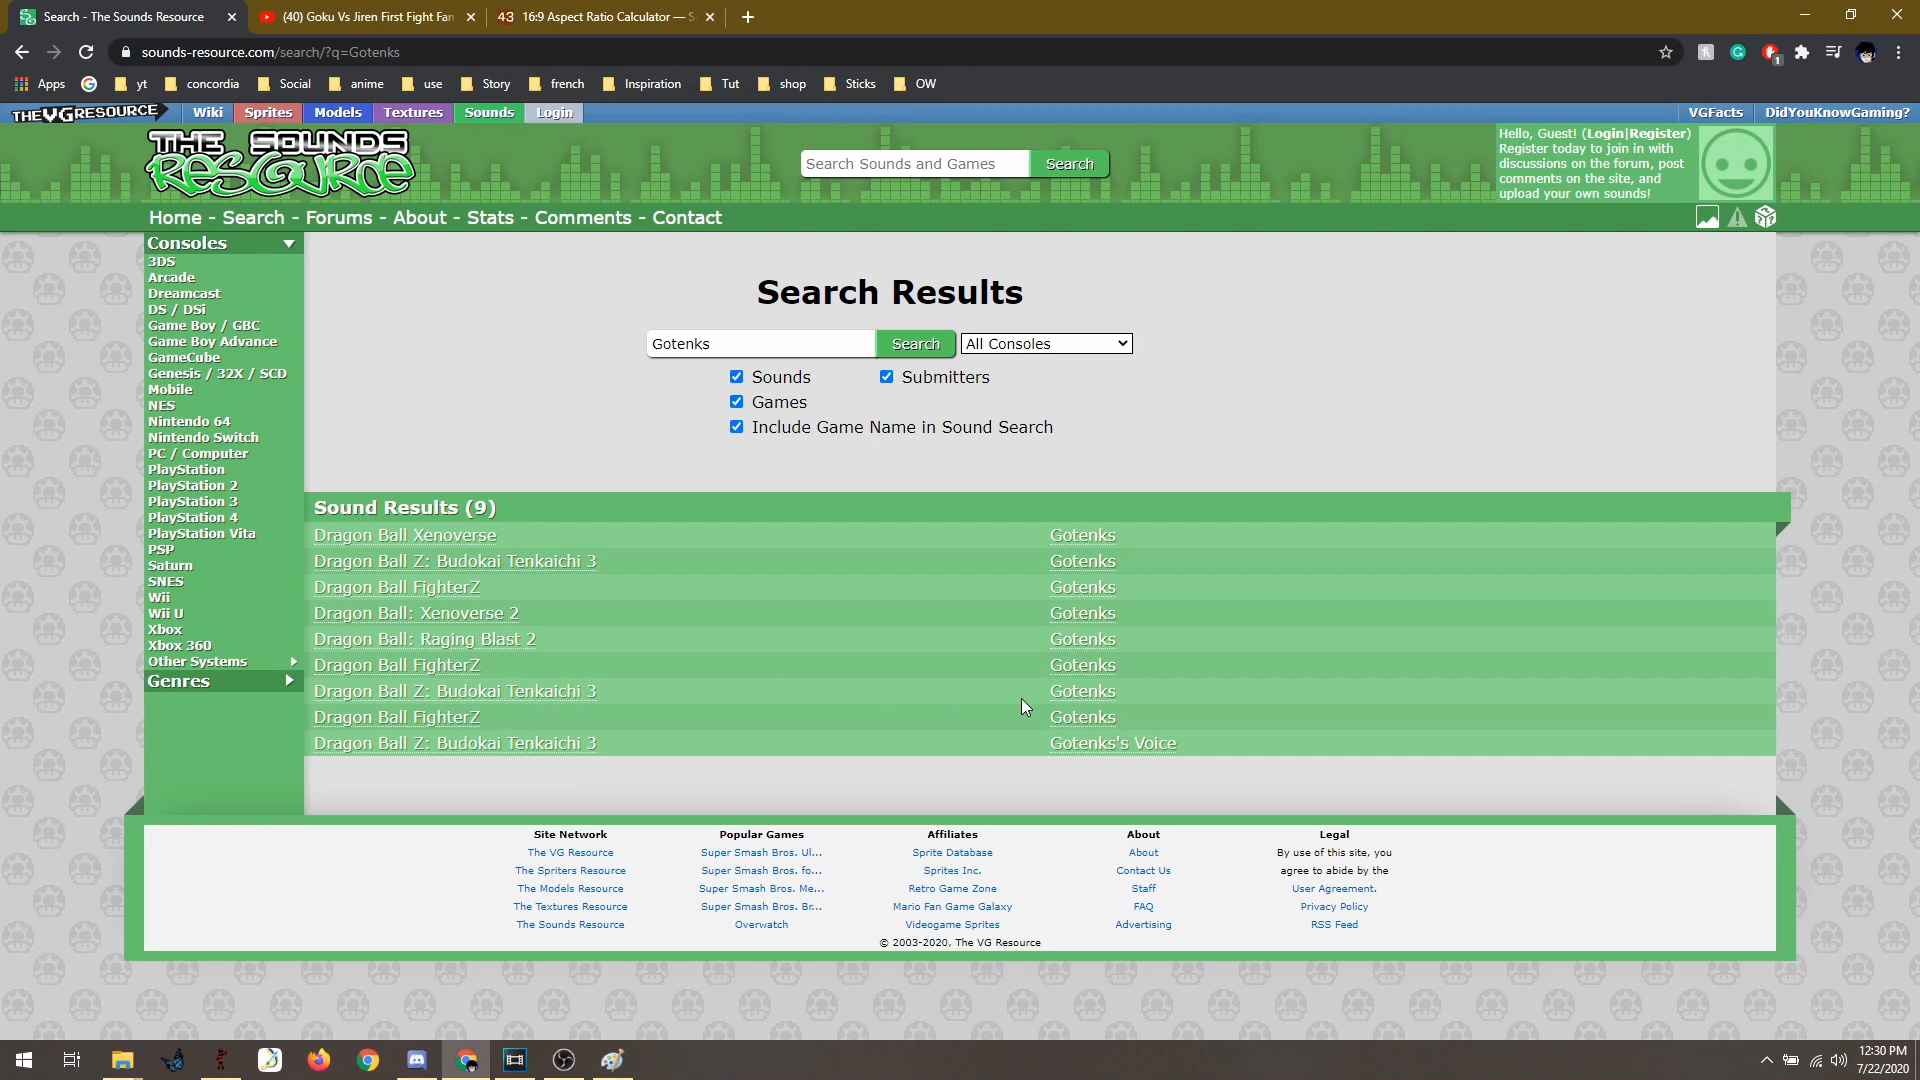 Search - The Sounds Resource
(40) Goku Vs Jiren First Fight Fan
43 16:9 Aspect Ratio Calculator — S
sounds-resource.com/search/?q=Gotenks
1
Apps yt concordia Social anime use Story french Inspiration Tut shop Sticks OW
THE VG RESOURCE Wiki Sprites Models Textures Sounds Login VGFacts DidYouKnowGaming?
THE SOUNDS RESOURCE
Search Sounds and Games Search
Hello, Guest! (Login|Register)
Register today to join in with
discussions on the forum, post
comments on the site, and
upload your own sounds!
Home - Search - Forums - About - Stats - Comments - Contact
Consoles
3DS
Arcade
Dreamcast
DS / DSi
Game Boy / GBC
Game Boy Advance
GameCube
Genesis / 32X / SCD
Mobile
NES
Nintendo 64
Nintendo Switch
PC / Computer
PlayStation
PlayStation 2
PlayStation 3
PlayStation 4
PlayStation Vita
PSP
Saturn
SNES
Wii
Wii U
Xbox
Xbox 360
Other Systems
Genres
Search Results
Gotenks Search All Consoles
Sounds Submitters
Games
Include Game Name in Sound Search
Sound Results (9)
Dragon Ball Xenoverse Gotenks
Dragon Ball Z: Budokai Tenkaichi 3 Gotenks
Dragon Ball FighterZ Gotenks
Dragon Ball: Xenoverse 2 Gotenks
Dragon Ball: Raging Blast 2 Gotenks
Dragon Ball FighterZ Gotenks
Dragon Ball Z: Budokai Tenkaichi 3 Gotenks
Dragon Ball FighterZ Gotenks
Dragon Ball Z: Budokai Tenkaichi 3 Gotenks's Voice
Site Network
The VG Resource
The Spriters Resource
The Models Resource
The Textures Resource
The Sounds Resource
Popular Games
Super Smash Bros. Ul...
Super Smash Bros. fo...
Super Smash Bros. Me...
Super Smash Bros. Br...
Overwatch
Affiliates
Sprite Database
Sprites Inc.
Retro Game Zone
Mario Fan Game Galaxy
Videogame Sprites
About
About
Contact Us
Staff
FAQ
Advertising
Legal
By use of this site, you
agree to abide by the
User Agreement.
Privacy Policy
RSS Feed
© 2003-2020, The VG Resource
12:30 PM
7/22/2020